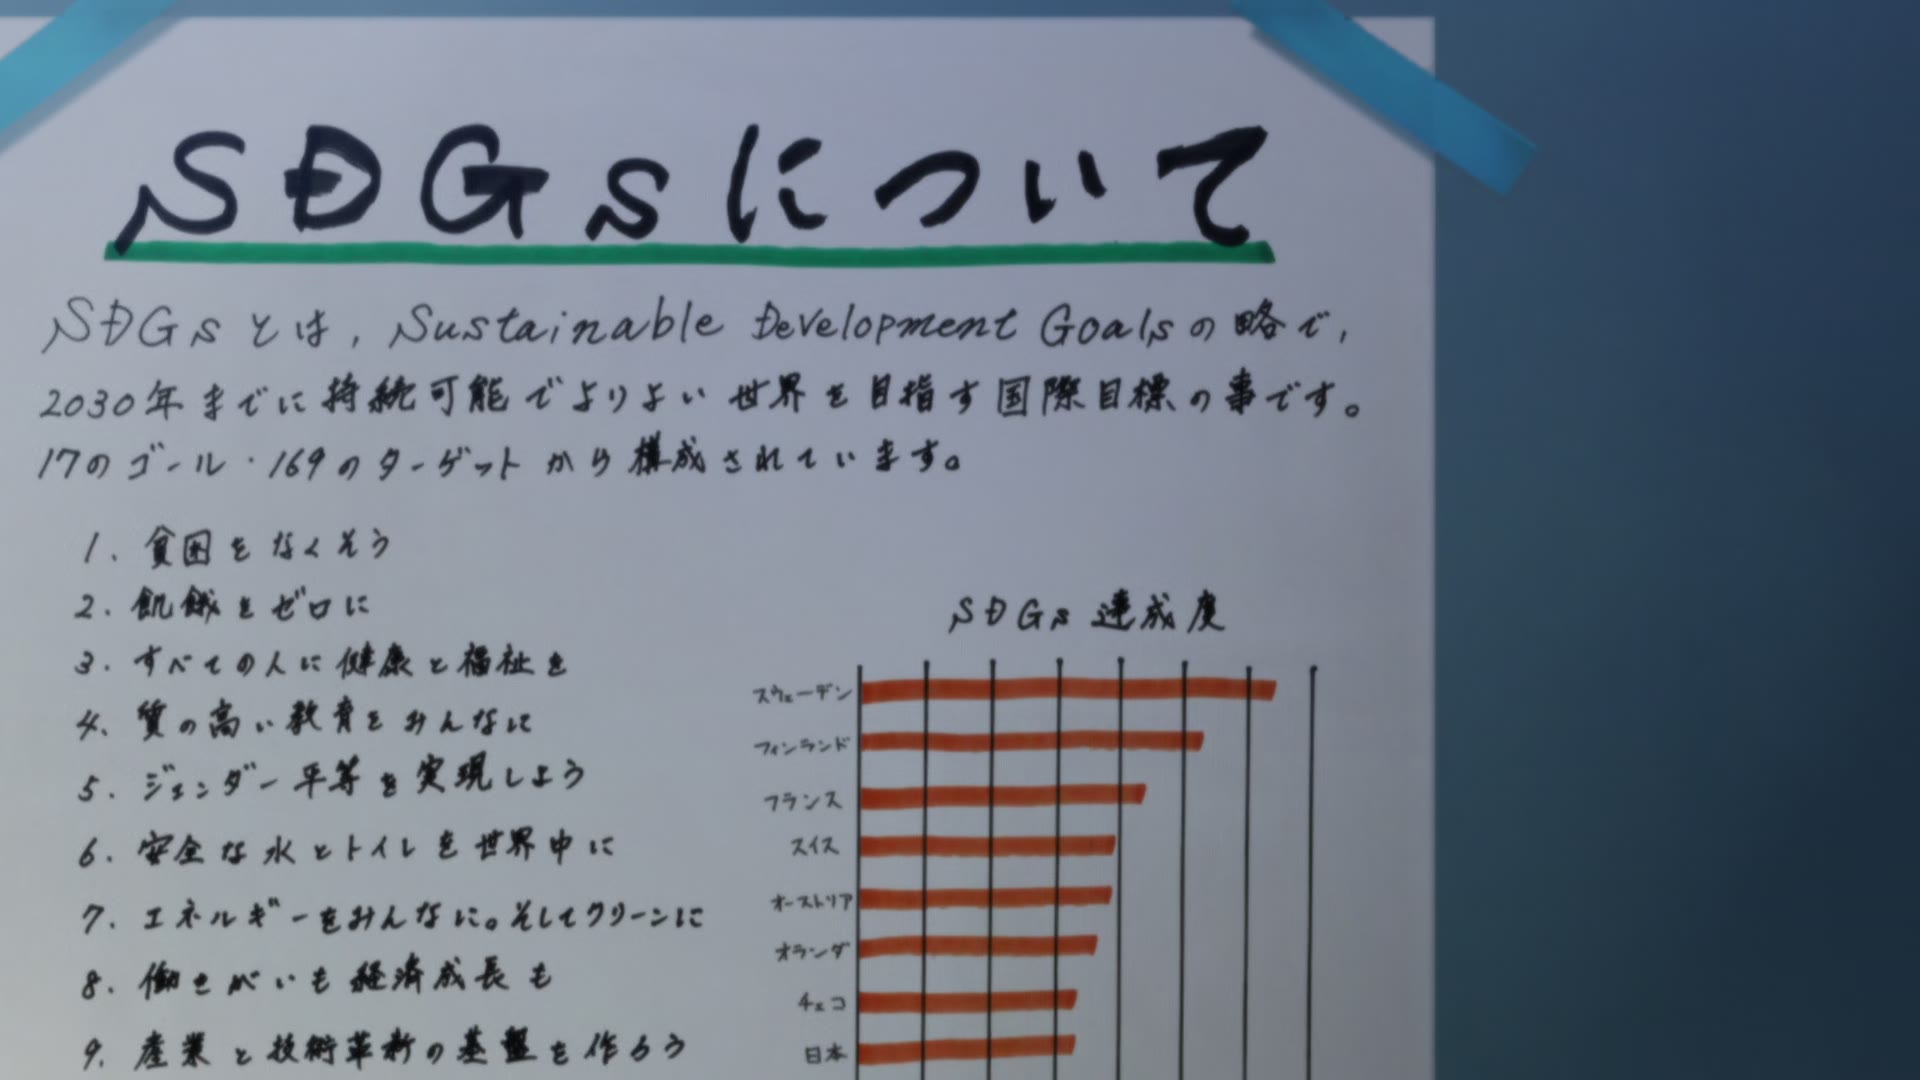 SDGsについて
SDGsとは, Sustainable Development Goalsの略で,
2030年までに持続可能でよりよい世界を目指す国際目標の事です。
17のゴール・169のターゲットから構成されています。
1. 貧困をなくそう
2. 飢餓をゼロに
3. すべての人に健康と福祉を
4. 質の高い教育をみんなに
5. ジェンダー平等を実現しよう
6. 安全な水とトイレを世界中に
7. エネルギーをみんなに。そしてクリーンに
8. 働きがいも経済成長も
9. 産業と技術革新の基盤を作ろう
SDGs達成度
スウェーデン
フィンランド
フランス
スイス
オーストリア
オランダ
チェコ
日本